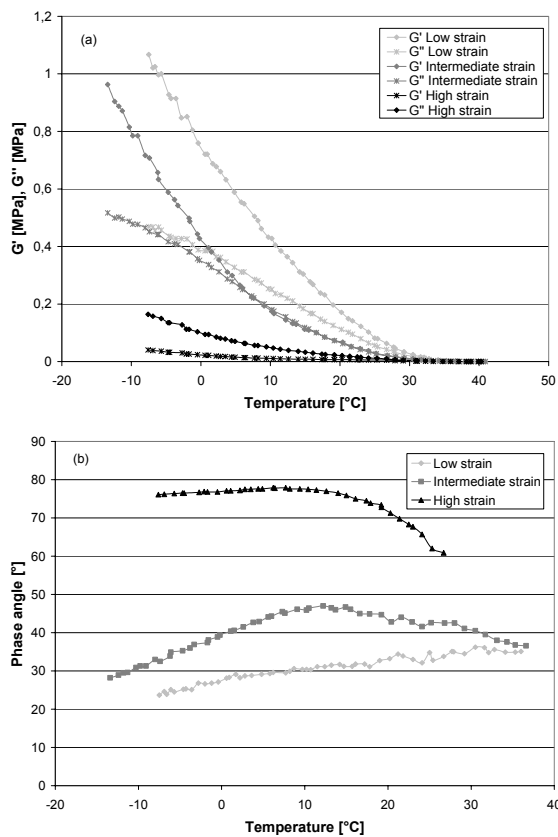 (a)
G' Low strain
G'' Low strain
G' Intermediate strain
G'' Intermediate strain
G' High strain
G'' High strain
G' [MPa], G'' [MPa]
1,2
1
0,8
0,6
0,4
0,2
0
-20 -10 0 10 20 30 40 50
Temperature [°C]
(b)
Low strain
Intermediate strain
High strain
Phase angle [°]
90
80
70
60
50
40
30
20
10
0
-20 -10 0 10 20 30 40
Temperature [°C]